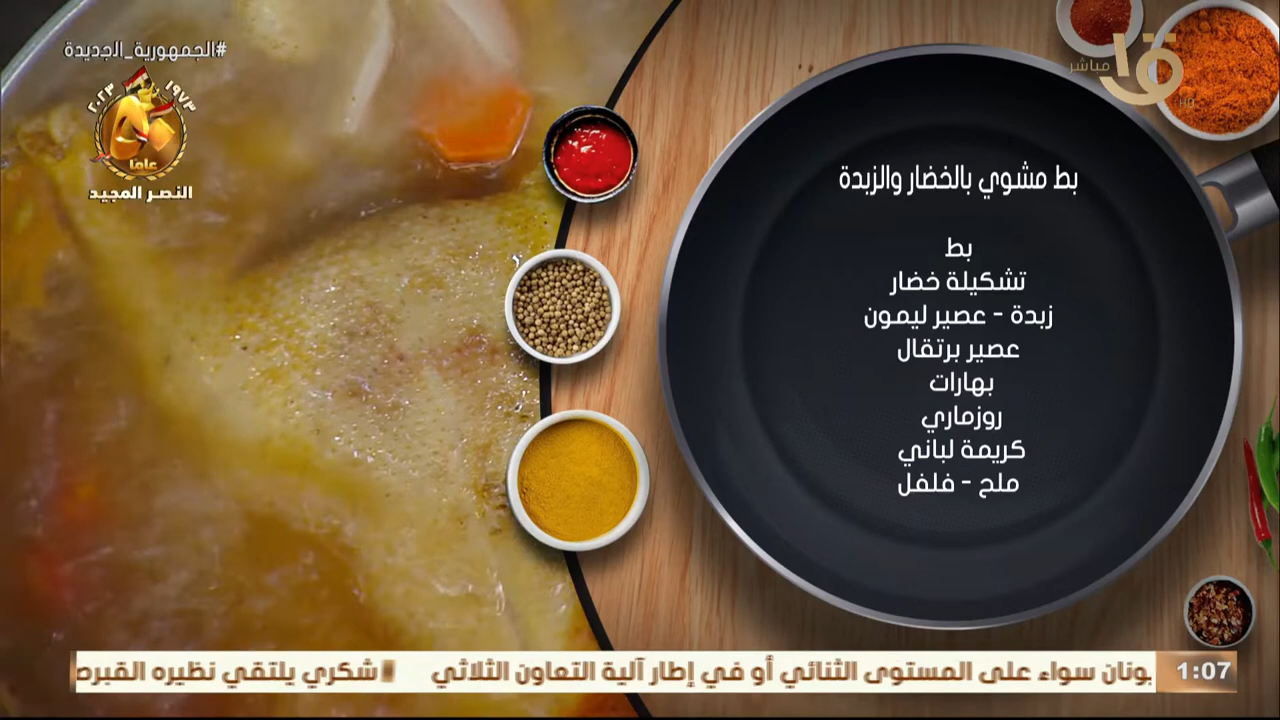 #الجمهورية_الجديدة
١٩٧٣ ٢٠٢٣
٥٠
عاما
النصر المجيد
مباشر
HD
بط مشوي بالخضار والزبدة
بط
تشكيلة خضار
زبدة - عصير ليمون
عصير برتقال
بهارات
روزماري
كريمة لباني
ملح - فلفل
يونان سواء على المستوى الثنائي أو في إطار آلية التعاون الثلاثي شكري يلتقي نظيره القبرص
1:07